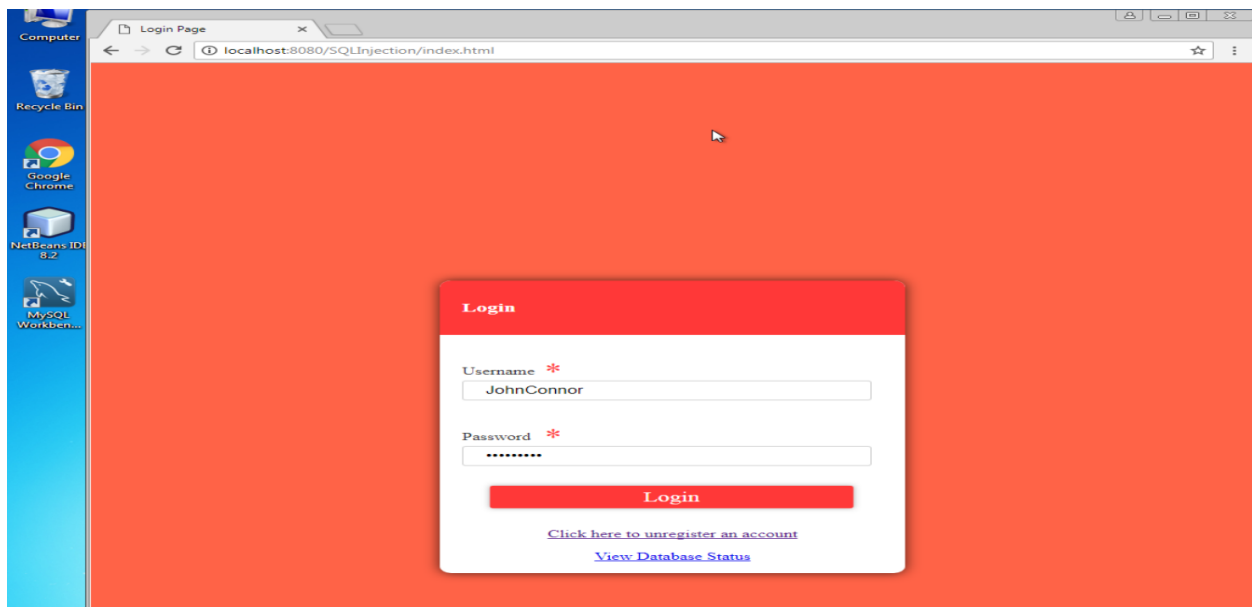 Computer
Recycle Bin
Google
Chrome
NetBeans IDE
8.2
MySQL
Workben...
Login Page
localhost:8080/SQLInjection/index.html
Login
Username *
JohnConnor
Password *
•••••••••
Login
Click here to unregister an account
View Database Status